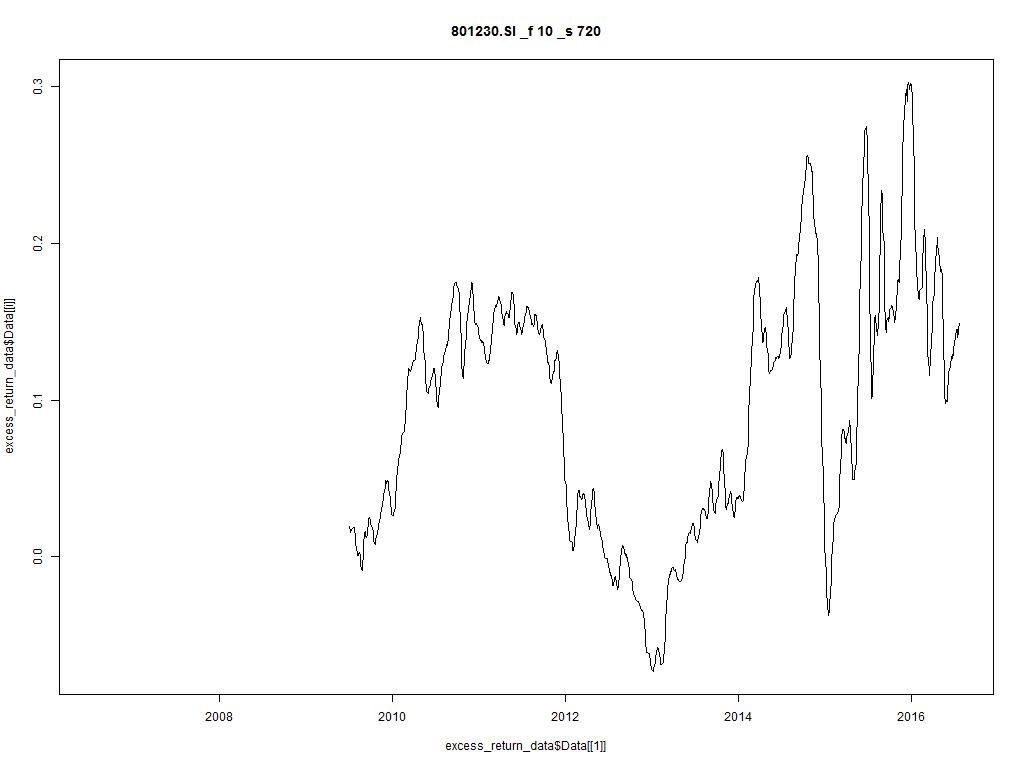 801230.SI _f 10 _s 720
excess_return_data$Data[[i]]
0.3
0.2
0.1
0.0
2008 2010 2012 2014 2016
excess_return_data$Data[[1]]